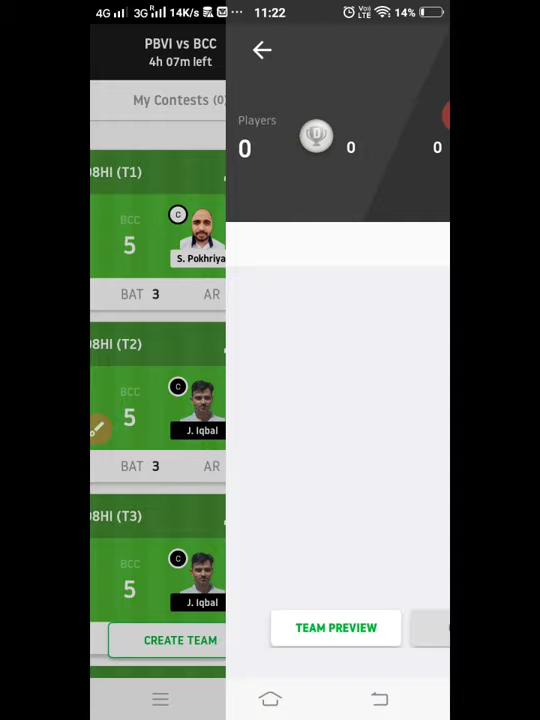 4G 3G R 14K/s ... 11:22 Vo) LTE 14%
PBVI vs BCC
4h 07m left
My Contests (0)
Players
0 D 0 0
8HI (T1)
BCC
5
C
S. Pokhriya
BAT 3 AR
8HI (T2)
BCC
5
C
J. Iqbal
BAT 3 AR
8HI (T3)
BCC
5
C
J. Iqbal
CREATE TEAM
TEAM PREVIEW